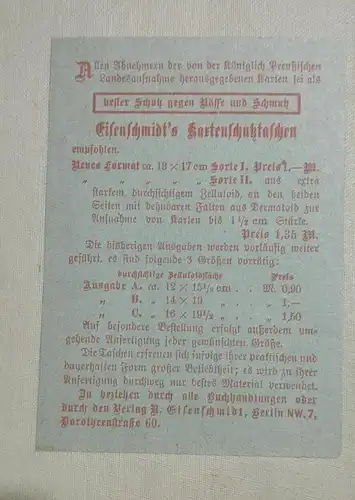 Allen Abnehmern der von der Königlich Preußischen
Landesaufnahme herausgegebenen Karten sei als
bester Schutz gegen Nässe und Schmutz
Eisenschmidt's Kartenschutztaschen
empfohlen.
Neues Format ca. 18 × 17 cm Sorte I. Preis 1.— M.
„ „ „ „ „ Sorte II. aus extra
starkem, durchsichtigem Zelluloid, an den beiden
Seiten mit dehnbaren Falten aus Dermatoid zur
Aufnahme von Karten bis 1½ cm Stärke.
Preis 1,35 M.
Die bisherigen Ausgaben werden vorläufig weiter
geführt, es sind folgende 3 Größen vorrätig:
durchsichtige Zelluloidfläche Preis
Ausgabe A. ca. 12 × 15½ cm . . M. 0,90
„ B. „ 14 × 19 „ . . „ 1,—
„ C. „ 16 × 19½ „ . . „ 1,50
Auf besondere Bestellung erfolgt außerdem um-
gehende Anfertigung jeder gewünschten Größe.
Die Taschen erfreuen sich zufolge ihrer praktischen und
dauerhaften Form großer Beliebtheit; es wird zu ihrer
Anfertigung durchweg nur bestes Material verwendet.
Zu beziehen durch alle Buchhandlungen oder
durch den Verlag R. Eisenschmidt, Berlin NW. 7,
Dorotheenstraße 60.